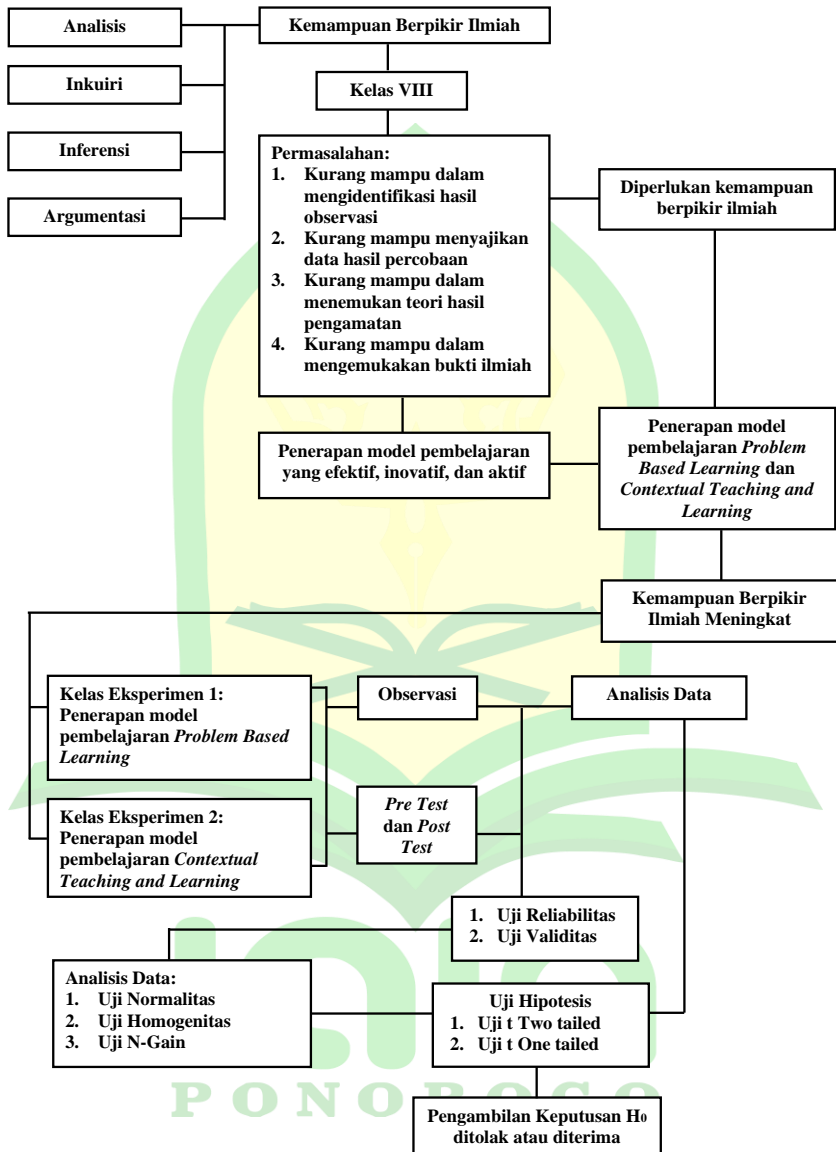 Analisis
Kemampuan Berpikir Ilmiah
Inkuiri
Kelas VIII
Inferensi
Argumentasi
Permasalahan:
1. Kurang mampu dalam
mengidentifikasi hasil
observasi
2. Kurang mampu menyajikan
data hasil percobaan
3. Kurang mampu dalam
menemukan teori hasil
pengamatan
4. Kurang mampu dalam
mengemukakan bukti ilmiah
Diperlukan kemampuan
berpikir ilmiah
Penerapan model pembelajaran
yang efektif, inovatif, dan aktif
Penerapan model
pembelajaran Problem
Based Learning dan
Contextual Teaching and
Learning
Kemampuan Berpikir
Ilmiah Meningkat
Kelas Eksperimen 1:
Penerapan model
pembelajaran Problem Based
Learning
Observasi
Analisis Data
Kelas Eksperimen 2:
Penerapan model
pembelajaran Contextual
Teaching and Learning
Pre Test
dan Post
Test
1. Uji Reliabilitas
2. Uji Validitas
Analisis Data:
1. Uji Normalitas
2. Uji Homogenitas
3. Uji N-Gain
Uji Hipotesis
1. Uji t Two tailed
2. Uji t One tailed
PONOROGO
Pengambilan Keputusan H₀
ditolak atau diterima